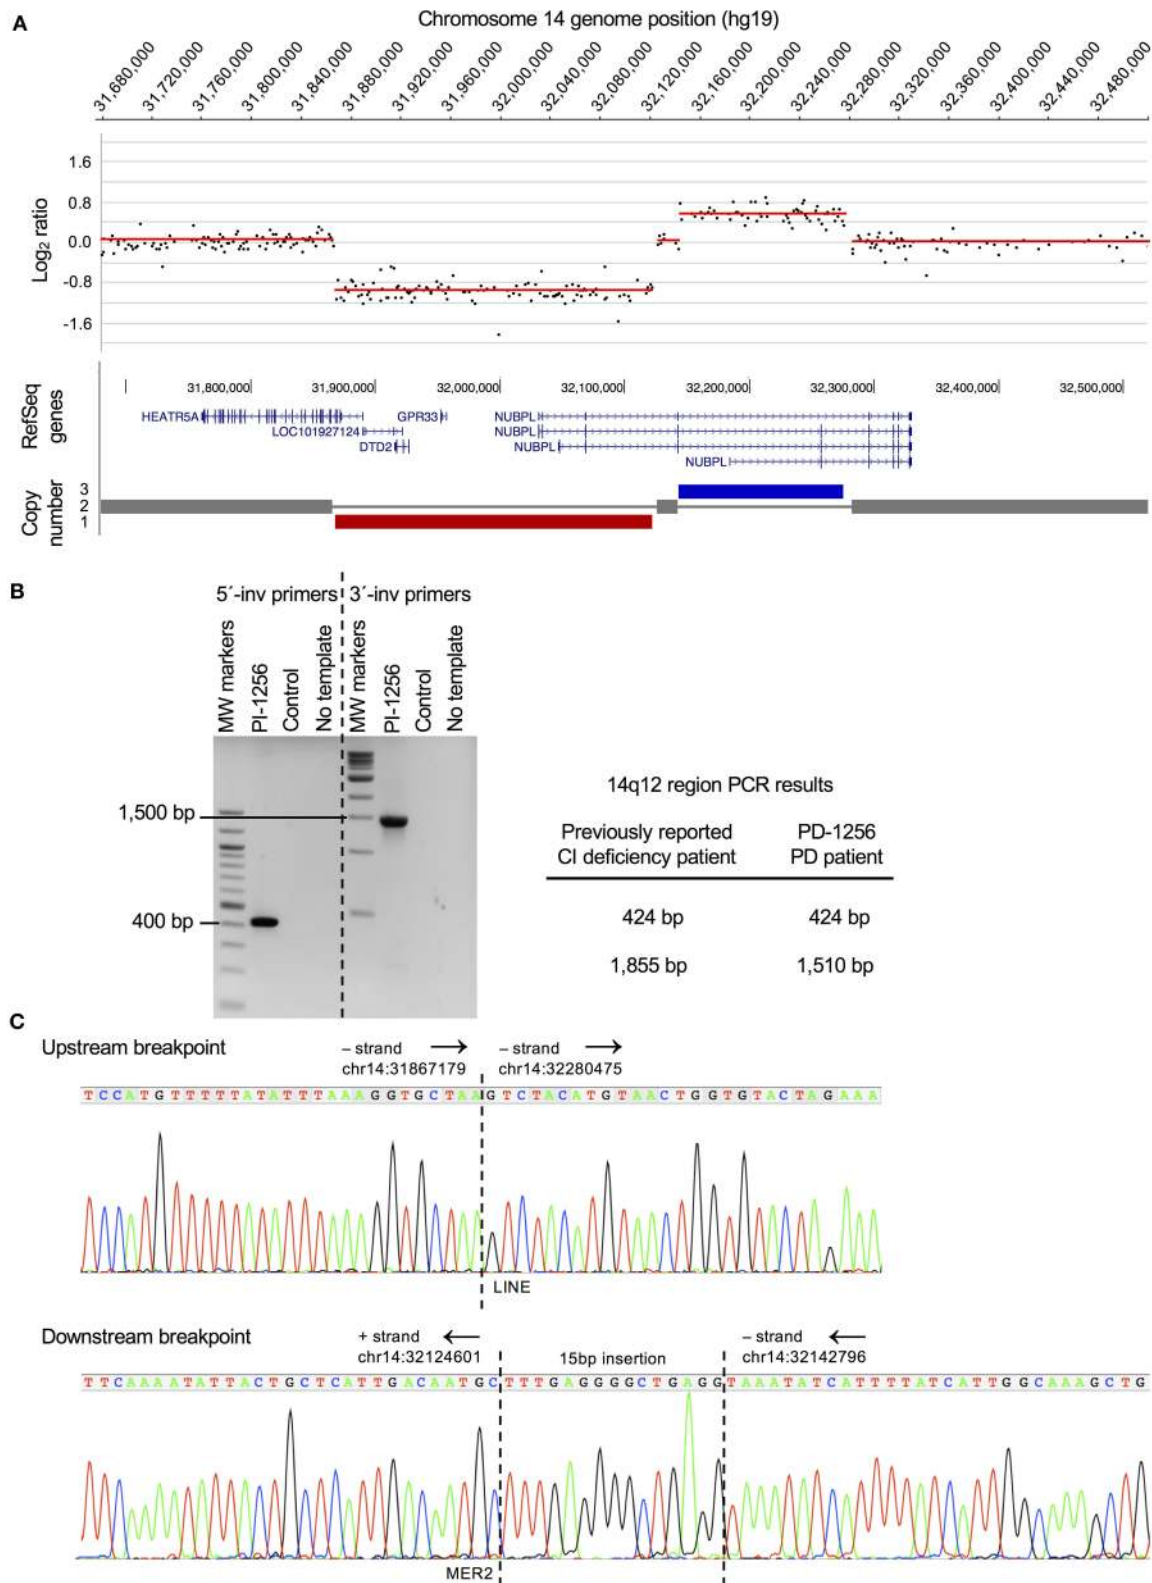 A
Chromosome 14 genome position (hg19)
31,680,000 31,720,000 31,760,000 31,800,000 31,840,000 31,880,000 31,920,000 31,960,000 32,000,000 32,040,000 32,080,000 32,120,000 32,160,000 32,200,000 32,240,000 32,280,000 32,320,000 32,360,000 32,400,000 32,440,000 32,480,000
Log2 ratio
1.6
0.8
0.0
-0.8
-1.6
RefSeq genes
31,800,000 31,900,000 32,000,000 32,100,000 32,200,000 32,300,000 32,400,000 32,500,000
HEATR5A GPR33 NUBPL
LOC101927124 NUBPL
DTD2 NUBPL
NUBPL
Copy number
3
2
1
B
5´-inv primers 3´-inv primers
MW markers PI-1256 Control No template MW markers PI-1256 Control No template
1,500 bp
400 bp
14q12 region PCR results
Previously reported PD-1256
CI deficiency patient PD patient
424 bp 424 bp
1,855 bp 1,510 bp
C
Upstream breakpoint
– strand – strand
chr14:31867179 chr14:32280475
TCCATGTTTTTATATTTAAAGGTGCTAAGTCTACATGTAACTGGTGTACTAGAAA
LINE
Downstream breakpoint
+ strand – strand
chr14:32124601 15bp insertion chr14:32142796
TTCAAAATATTACTGCTCATTGACAATGCTTTGAGGGGCTGAGGTAAATATCATTTTATCATTGGCAAAGCTG
MER2